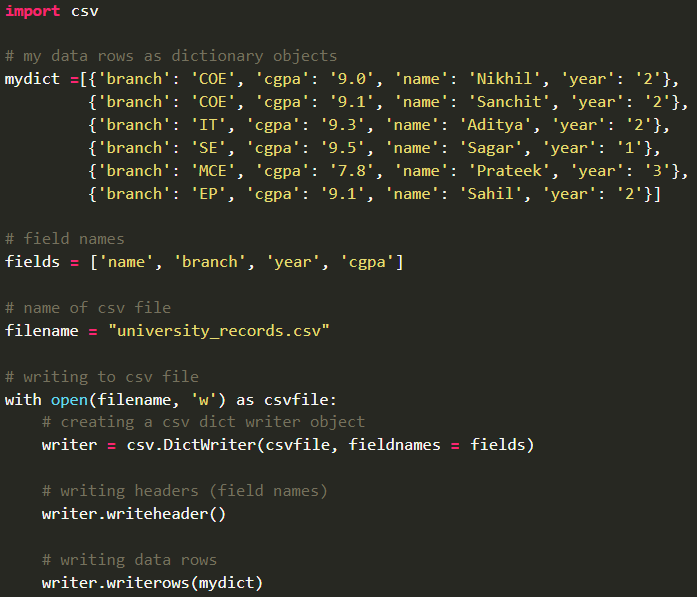 import csv
# my data rows as dictionary objects
mydict =[{'branch': 'COE', 'cgpa': '9.0', 'name': 'Nikhil', 'year': '2'},
         {'branch': 'COE', 'cgpa': '9.1', 'name': 'Sanchit', 'year': '2'},
         {'branch': 'IT', 'cgpa': '9.3', 'name': 'Aditya', 'year': '2'},
         {'branch': 'SE', 'cgpa': '9.5', 'name': 'Sagar', 'year': '1'},
         {'branch': 'MCE', 'cgpa': '7.8', 'name': 'Prateek', 'year': '3'},
         {'branch': 'EP', 'cgpa': '9.1', 'name': 'Sahil', 'year': '2'}]
# field names
fields = ['name', 'branch', 'year', 'cgpa']
# name of csv file
filename = "university_records.csv"
# writing to csv file
with open(filename, 'w') as csvfile:
    # creating a csv dict writer object
    writer = csv.DictWriter(csvfile, fieldnames = fields)
    # writing headers (field names)
    writer.writeheader()
    # writing data rows
    writer.writerows(mydict)